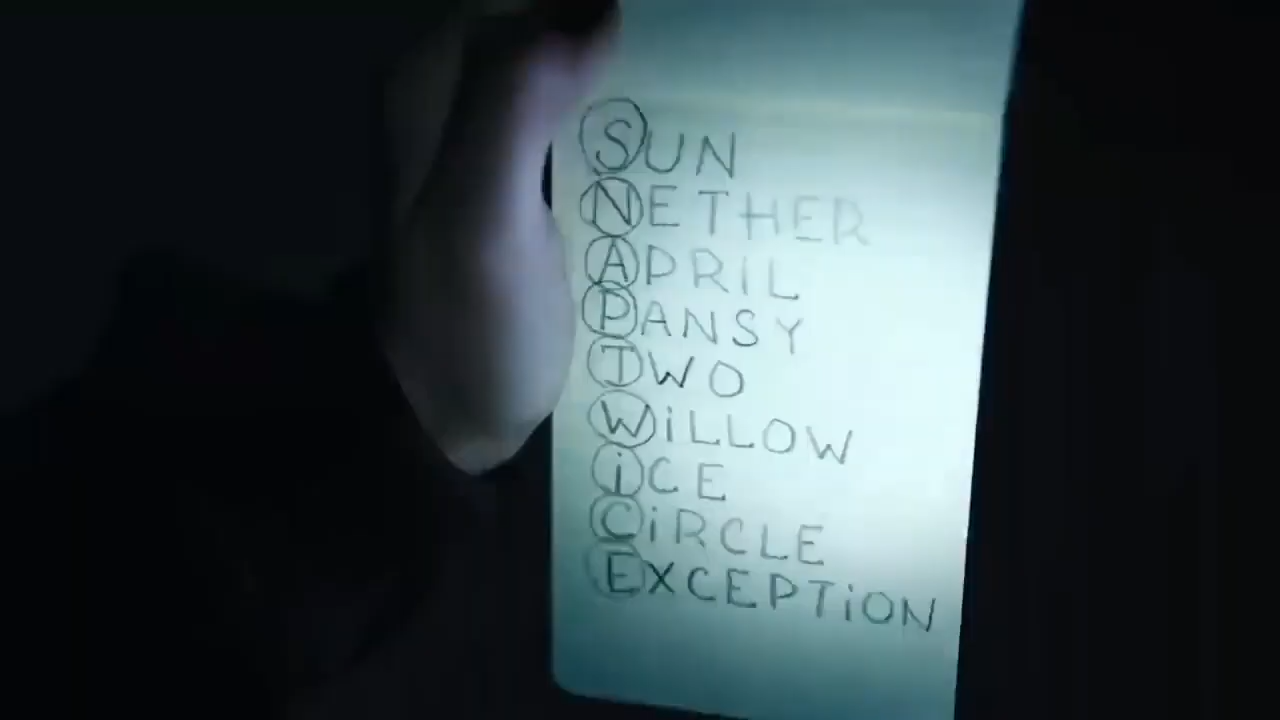 SUN
NETHER
APRIL
PANSY
TWO
WiLLOW
iCE
CiRCLE
EXCEPTiON